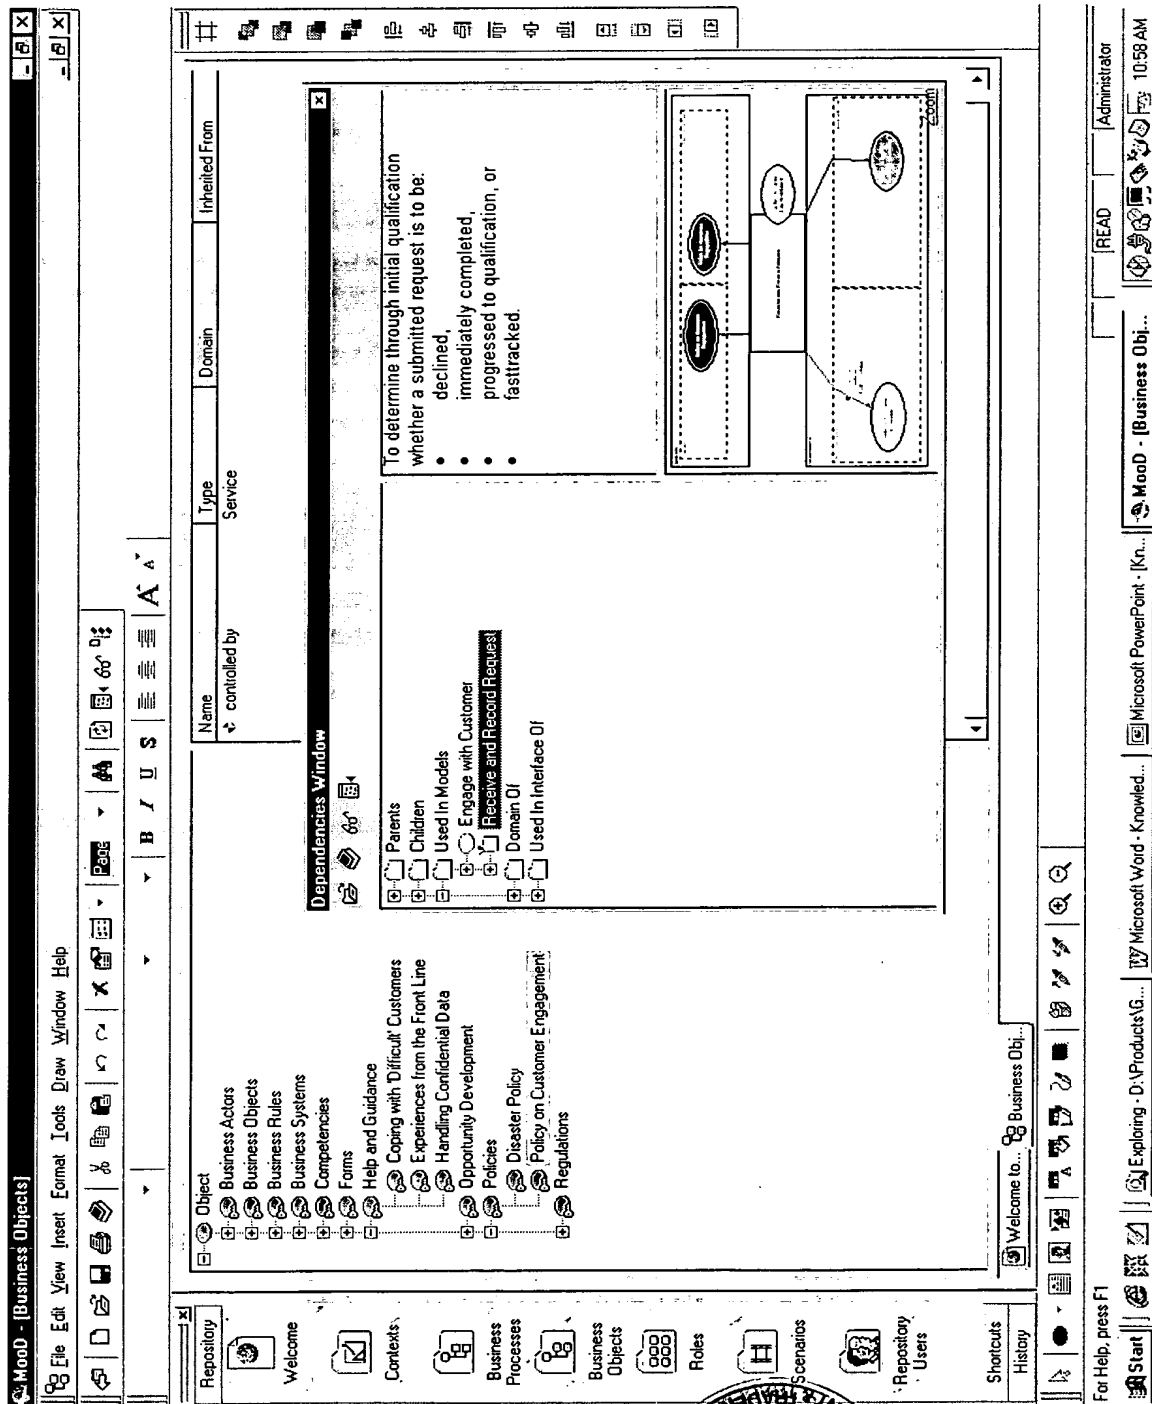 MooD - [Business Objects]
File Edit View Insert Format Tools Draw Window Help
Page
B I U S A A
Repository
Welcome
Contexts
Business
Processes
Business
Objects
Roles
Scenarios
Repository
Users
Shortcuts
History
Object
Business Actors
Business Objects
Business Rules
Business Systems
Competencies
Forms
Help and Guidance
Coping with 'Difficult' Customers
Experiences from the Front Line
Handling Confidential Data
Opportunity Development
Policies
Disaster Policy
Policy on Customer Engagement
Regulations
Name Type Domain Inherited From
controlled by Service
Dependencies Window
Parents
Children
Used In Models
Engage with Customer
Receive and Record Request
Domain Of
Used In Interface Of
To determine through initial qualification
whether a submitted request is to be:
• declined,
• immediately completed,
• progressed to qualification, or
• fasttracked.
Zoom
Welcome to... Business Obj...
For Help, press F1 READ Administrator
Start Exploring - D:\Products\G... Microsoft Word - Knowled... Microsoft PowerPoint - [Kn... MooD - [Business Obj... 10:58 AM